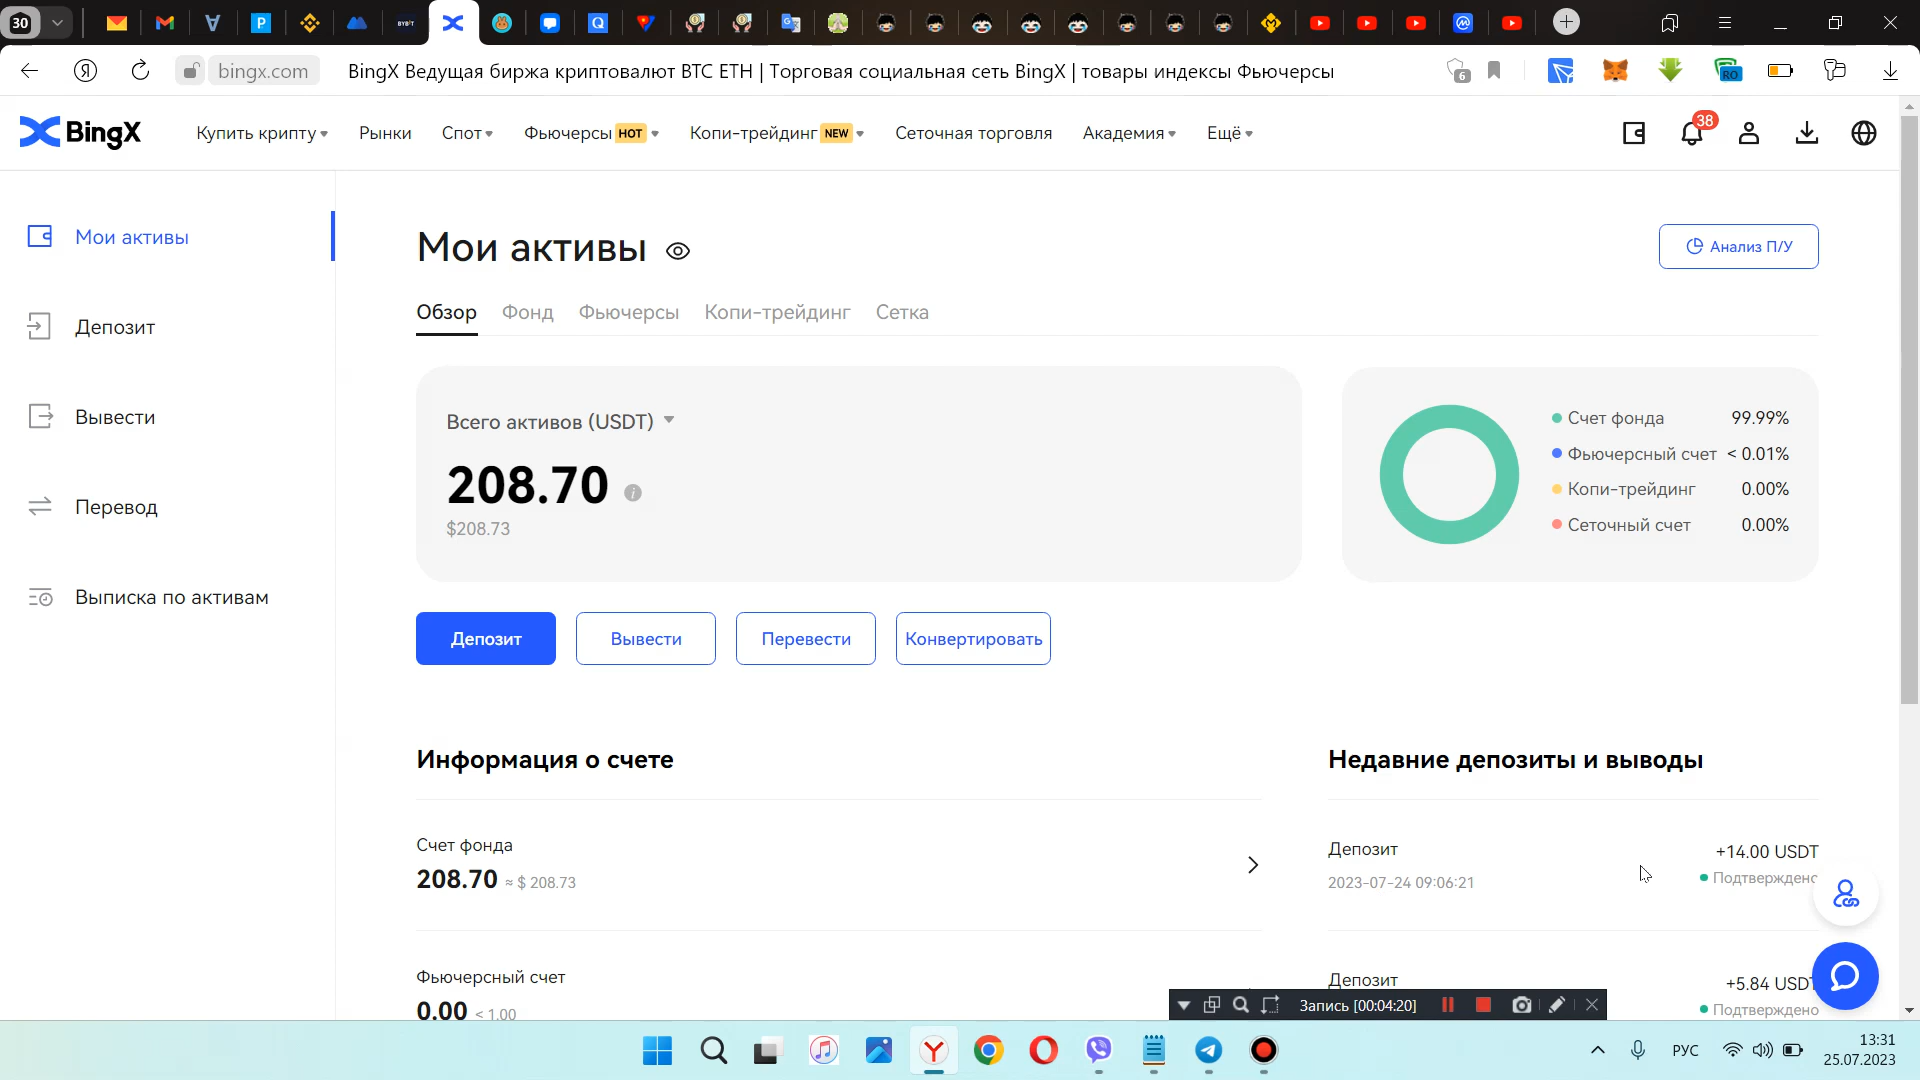 30
BYBIT
bingx.com
BingX Ведущая биржа криптовалют BTC ETH | Торговая социальная сеть BingX | товары индексы Фьючерсы
6
RO
BingX
Купить крипту
Рынки
Спот
Фьючерсы HOT
Копи-трейдинг NEW
Сеточная торговля
Академия
Ещё
38
Мои активы
Депозит
Вывести
Перевод
Выписка по активам
Мои активы
Анализ П/У
Обзор
Фонд
Фьючерсы
Копи-трейдинг
Сетка
Всего активов (USDT)
208.70
$208.73
Счет фонда 99.99%
Фьючерсный счет < 0.01%
Копи-трейдинг 0.00%
Сеточный счет 0.00%
Депозит
Вывести
Перевести
Конвертировать
Информация о счете
Счет фонда
208.70 ≈ $ 208.73
Фьючерсный счет
0.00 < 1.00
Недавние депозиты и выводы
Депозит +14.00 USDT
2023-07-24 09:06:21 Подтверждено
Депозит +5.84 USDT
Подтверждено
Запись [00:04:20]
РУС
13:31
25.07.2023